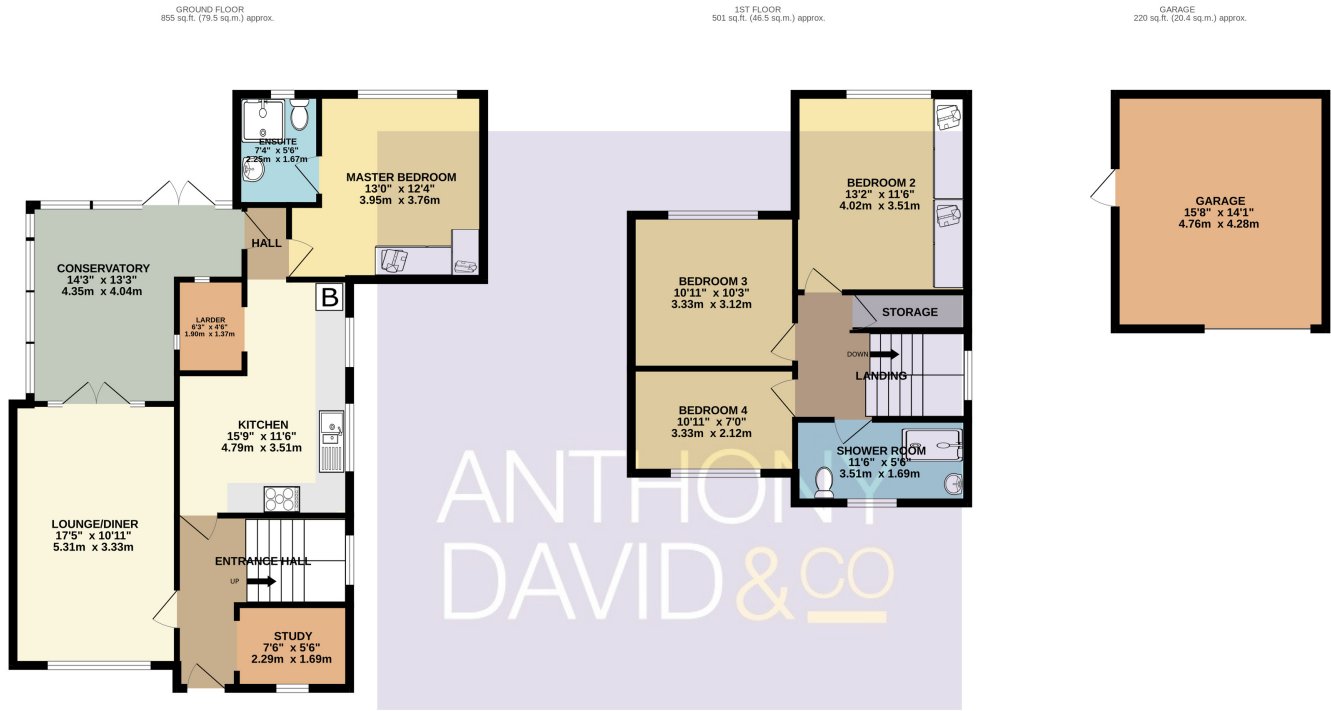 GROUND FLOOR
855 sq.ft. (79.5 sq.m.) approx.
1ST FLOOR
501 sq.ft. (46.5 sq.m.) approx.
GARAGE
220 sq.ft. (20.4 sq.m.) approx.
ENSUITE
7'4" x 5'6"
2.25m x 1.67m
MASTER BEDROOM
13'0" x 12'4"
3.95m x 3.76m
HALL
CONSERVATORY
14'3" x 13'3"
4.35m x 4.04m
B
LARDER
6'3" x 4'6"
1.90m x 1.37m
KITCHEN
15'9" x 11'6"
4.79m x 3.51m
LOUNGE/DINER
17'5" x 10'11"
5.31m x 3.33m
ENTRANCE HALL
UP
STUDY
7'6" x 5'6"
2.29m x 1.69m
BEDROOM 2
13'2" x 11'6"
4.02m x 3.51m
BEDROOM 3
10'11" x 10'3"
3.33m x 3.12m
STORAGE
DOWN
LANDING
BEDROOM 4
10'11" x 7'0"
3.33m x 2.12m
SHOWER ROOM
11'6" x 5'6"
3.51m x 1.69m
GARAGE
15'8" x 14'1"
4.76m x 4.28m
ANTHONY
DAVID & CO